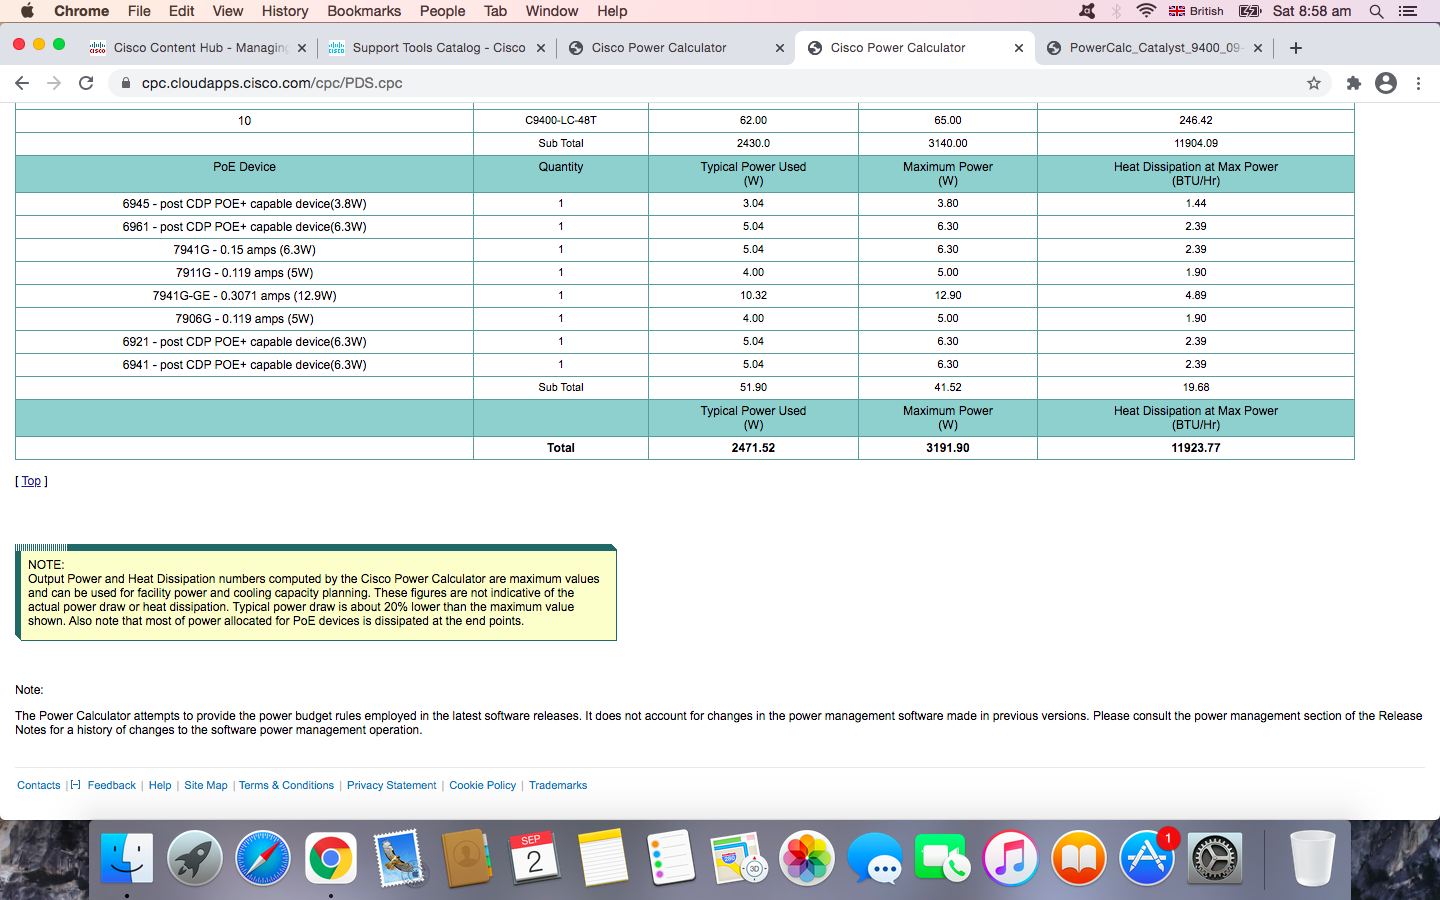 Chrome File Edit View History Bookmarks People Tab Window Help British Sat 8:58 am
Cisco Content Hub - Managing Support Tools Catalog - Cisco Cisco Power Calculator Cisco Power Calculator PowerCalc_Catalyst_9400_09-
cpc.cloudapps.cisco.com/cpc/PDS.cpc
10 C9400-LC-48T 62.00 65.00 246.42
Sub Total 2430.0 3140.00 11904.09
PoE Device Quantity Typical Power Used Maximum Power Heat Dissipation at Max Power
(W) (W) (BTU/Hr)
6945 - post CDP POE+ capable device(3.8W) 1 3.04 3.80 1.44
6961 - post CDP POE+ capable device(6.3W) 1 5.04 6.30 2.39
7941G - 0.15 amps (6.3W) 1 5.04 6.30 2.39
7911G - 0.119 amps (5W) 1 4.00 5.00 1.90
7941G-GE - 0.3071 amps (12.9W) 1 10.32 12.90 4.89
7906G - 0.119 amps (5W) 1 4.00 5.00 1.90
6921 - post CDP POE+ capable device(6.3W) 1 5.04 6.30 2.39
6941 - post CDP POE+ capable device(6.3W) 1 5.04 6.30 2.39
Sub Total 51.90 41.52 19.68
Typical Power Used Maximum Power Heat Dissipation at Max Power
(W) (W) (BTU/Hr)
Total 2471.52 3191.90 11923.77
[ Top ]
NOTE:
Output Power and Heat Dissipation numbers computed by the Cisco Power Calculator are maximum values
and can be used for facility power and cooling capacity planning. These figures are not indicative of the
actual power draw or heat dissipation. Typical power draw is about 20% lower than the maximum value
shown. Also note that most of power allocated for PoE devices is dissipated at the end points.
Note:
The Power Calculator attempts to provide the power budget rules employed in the latest software releases. It does not account for changes in the power management software made in previous versions. Please consult the power management section of the Release
Notes for a history of changes to the software power management operation.
Contacts | [-] Feedback | Help | Site Map | Terms & Conditions | Privacy Statement | Cookie Policy | Trademarks
SEP
2
280
3D
1